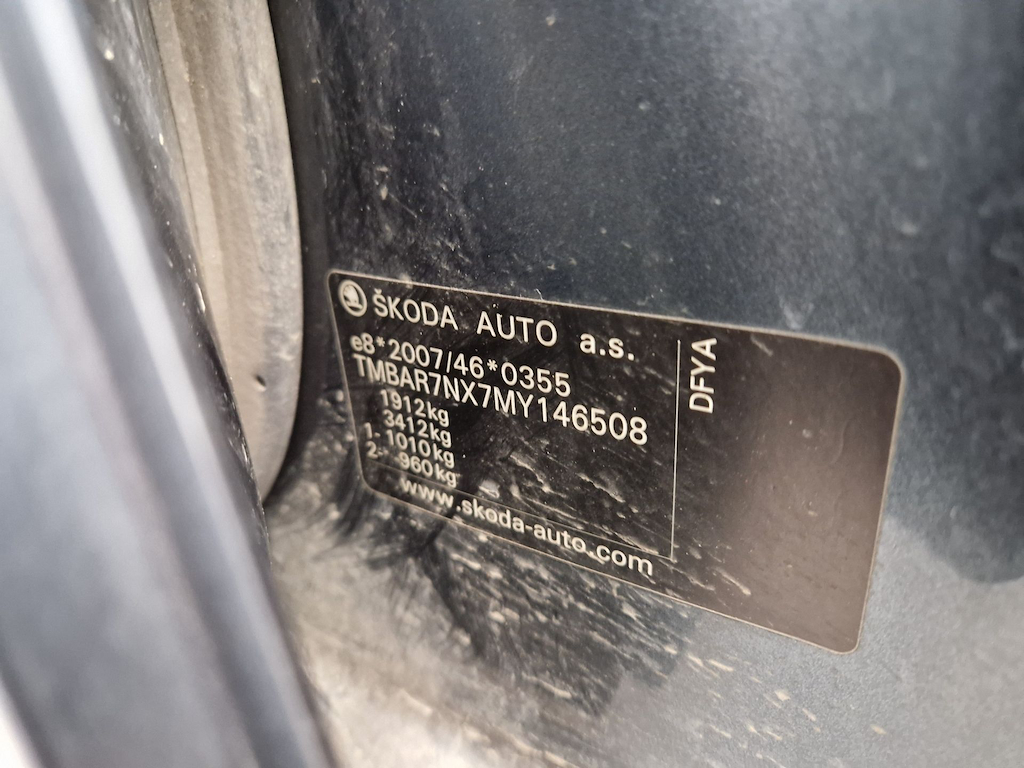 ŠKODA AUTO a.s.
e8*2007/46*0355
TMBAR7NX7MY146508
1912kg
3412kg
1.- 1010kg
2.- 960kg
www.skoda-auto.com
DFYA